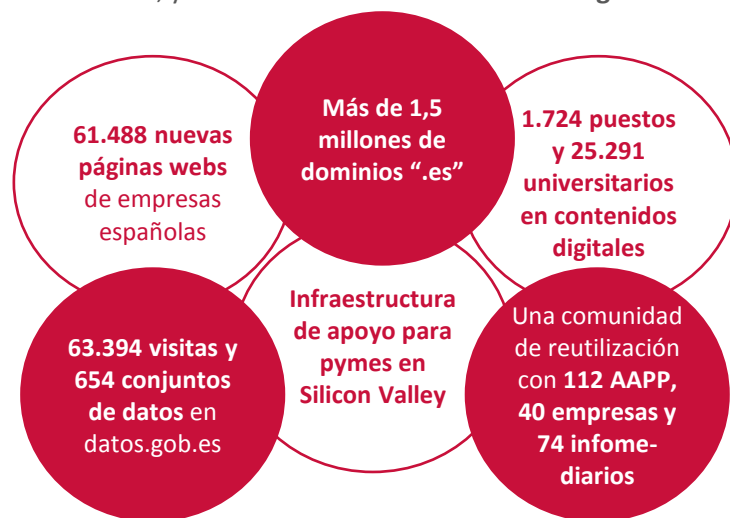 61.488 nuevas
páginas webs
de empresas
españolas
Más de 1,5
millones de
dominios “.es”
1.724 puestos
y 25.291
universitarios
en contenidos
digitales
63.394 visitas y
654 conjuntos
de datos en
datos.gob.es
Infraestructura
de apoyo para
pymes en
Silicon Valley
Una comunidad
de reutilización
con 112 AAPP,
40 empresas y
74 infome-
diarios